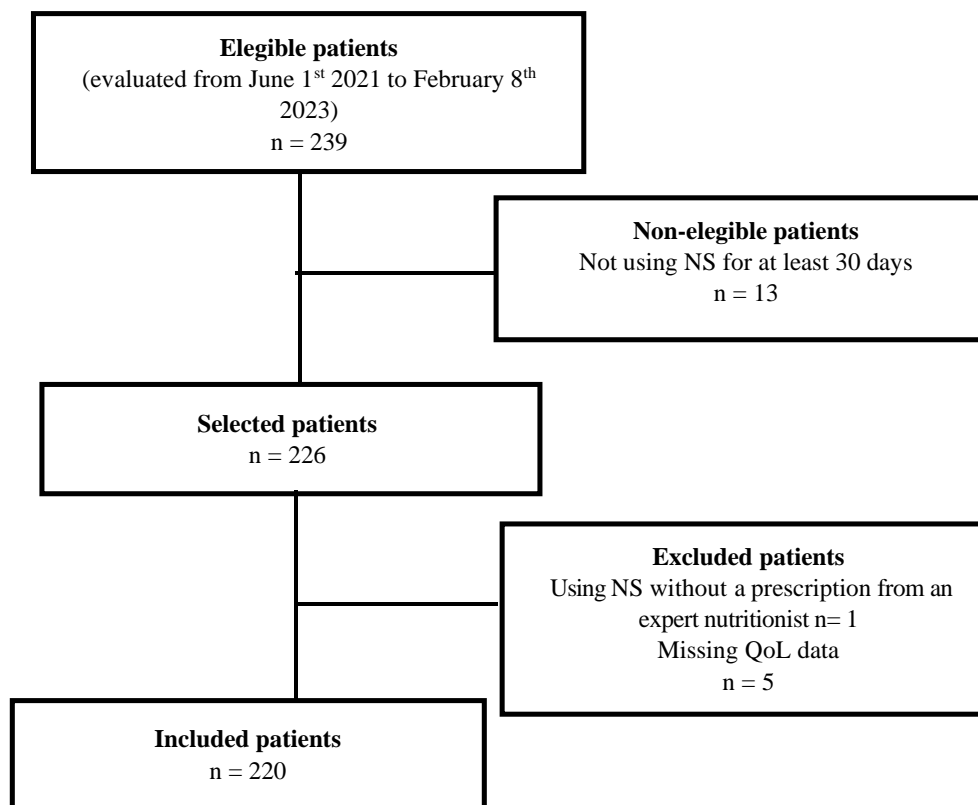 Elegible patients
(evaluated from June 1st 2021 to February 8th
2023)
n = 239
Non-elegible patients
Not using NS for at least 30 days
n = 13
Selected patients
n = 226
Excluded patients
Using NS without a prescription from an
expert nutritionist n= 1
Missing QoL data
n = 5
Included patients
n = 220